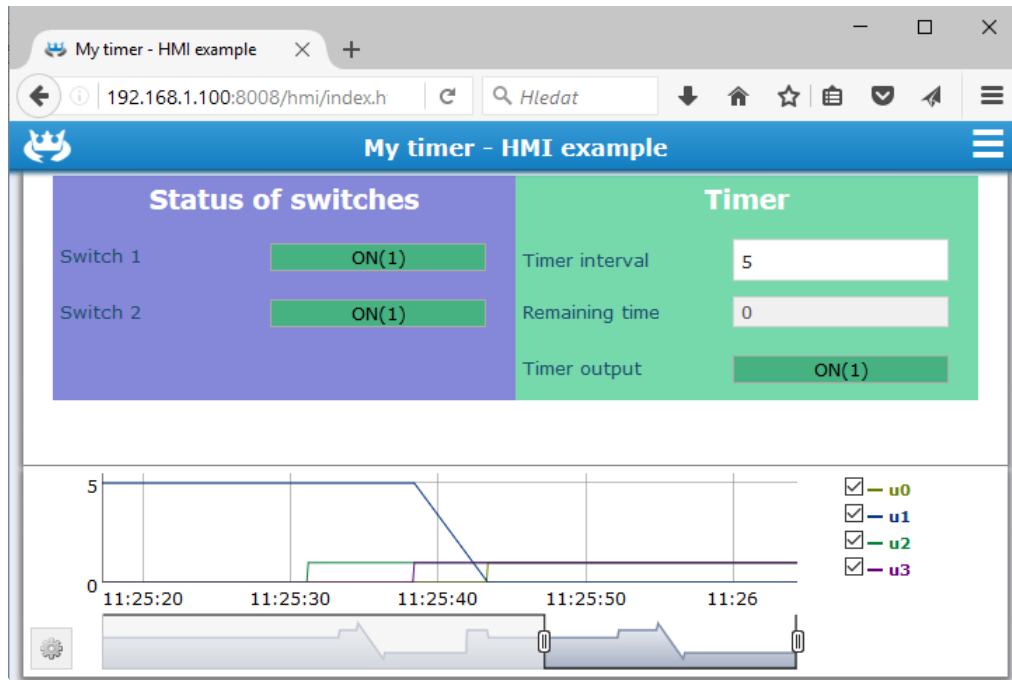 My timer - HMI example
192.168.1.100:8008/hmi/index.h
Hledat
My timer - HMI example
Status of switches
Switch 1
ON(1)
Switch 2
ON(1)
Timer
Timer interval
5
Remaining time
0
Timer output
ON(1)
5
0
11:25:20 11:25:30 11:25:40 11:25:50 11:26
u0
u1
u2
u3